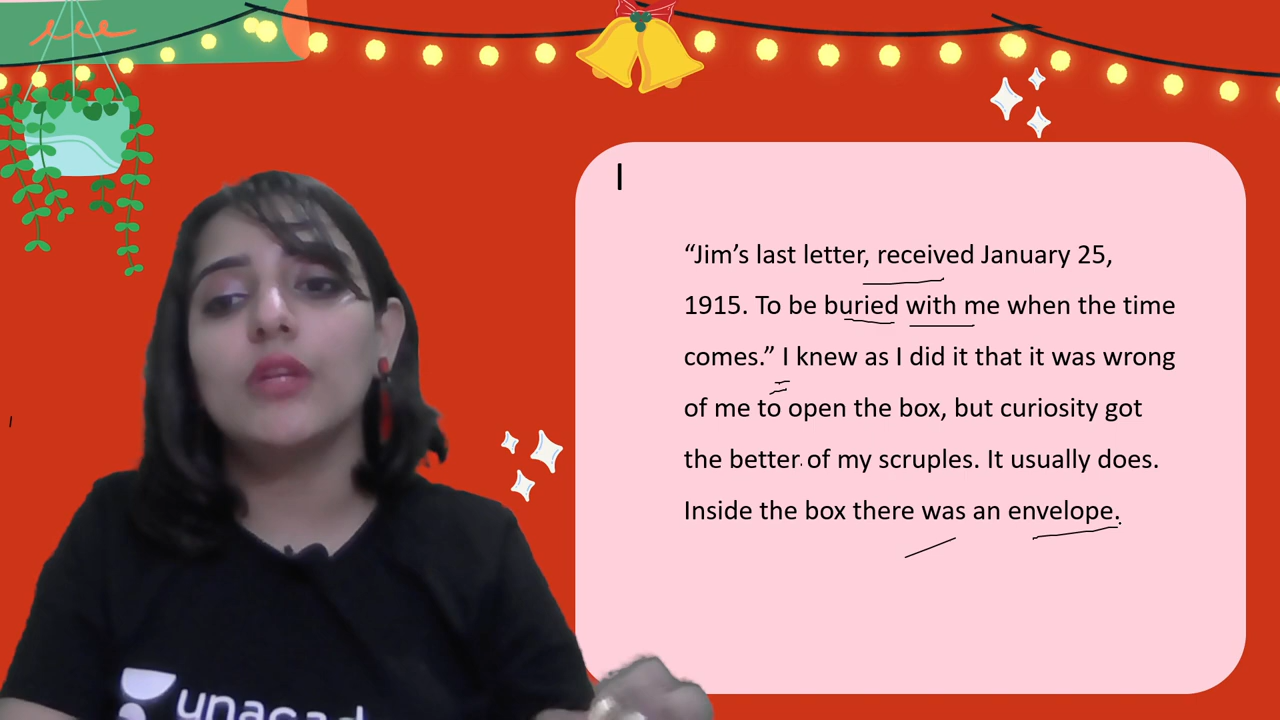 “Jim’s last letter, received January 25,
1915. To be buried with me when the time
comes.” I knew as I did it that it was wrong
of me to open the box, but curiosity got
the better of my scruples. It usually does.
Inside the box there was an envelope.